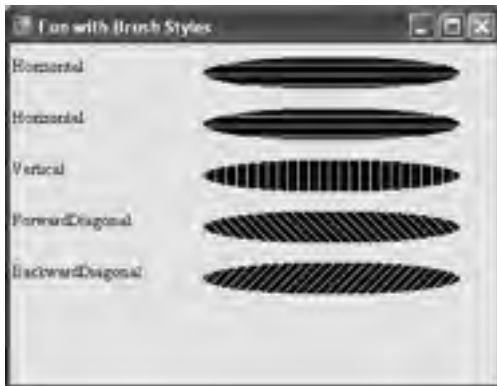 Fun with Brush Styles
Horizontal
Horizontal
Vertical
ForwardDiagonal
BackwardDiagonal